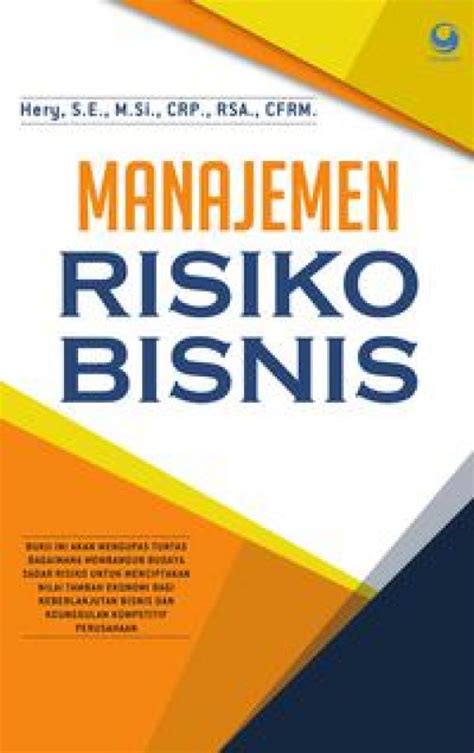 Hery, S.E., M.Si., CRP., RSA., CFRM.
MANAJEMEN
RISIKO
BISNIS
BUKU INI AKAN MENGUPAS TUNTAS
BAGAIMANA MEMBANGUN BUDAYA
SADAR RISIKO UNTUK MENCIPTAKAN
NILAI TAMBAH EKONOMI BAGI
KEBERLANJUTAN BISNIS DAN
KEUNGGULAN KOMPETITIF
PERUSAHAAN